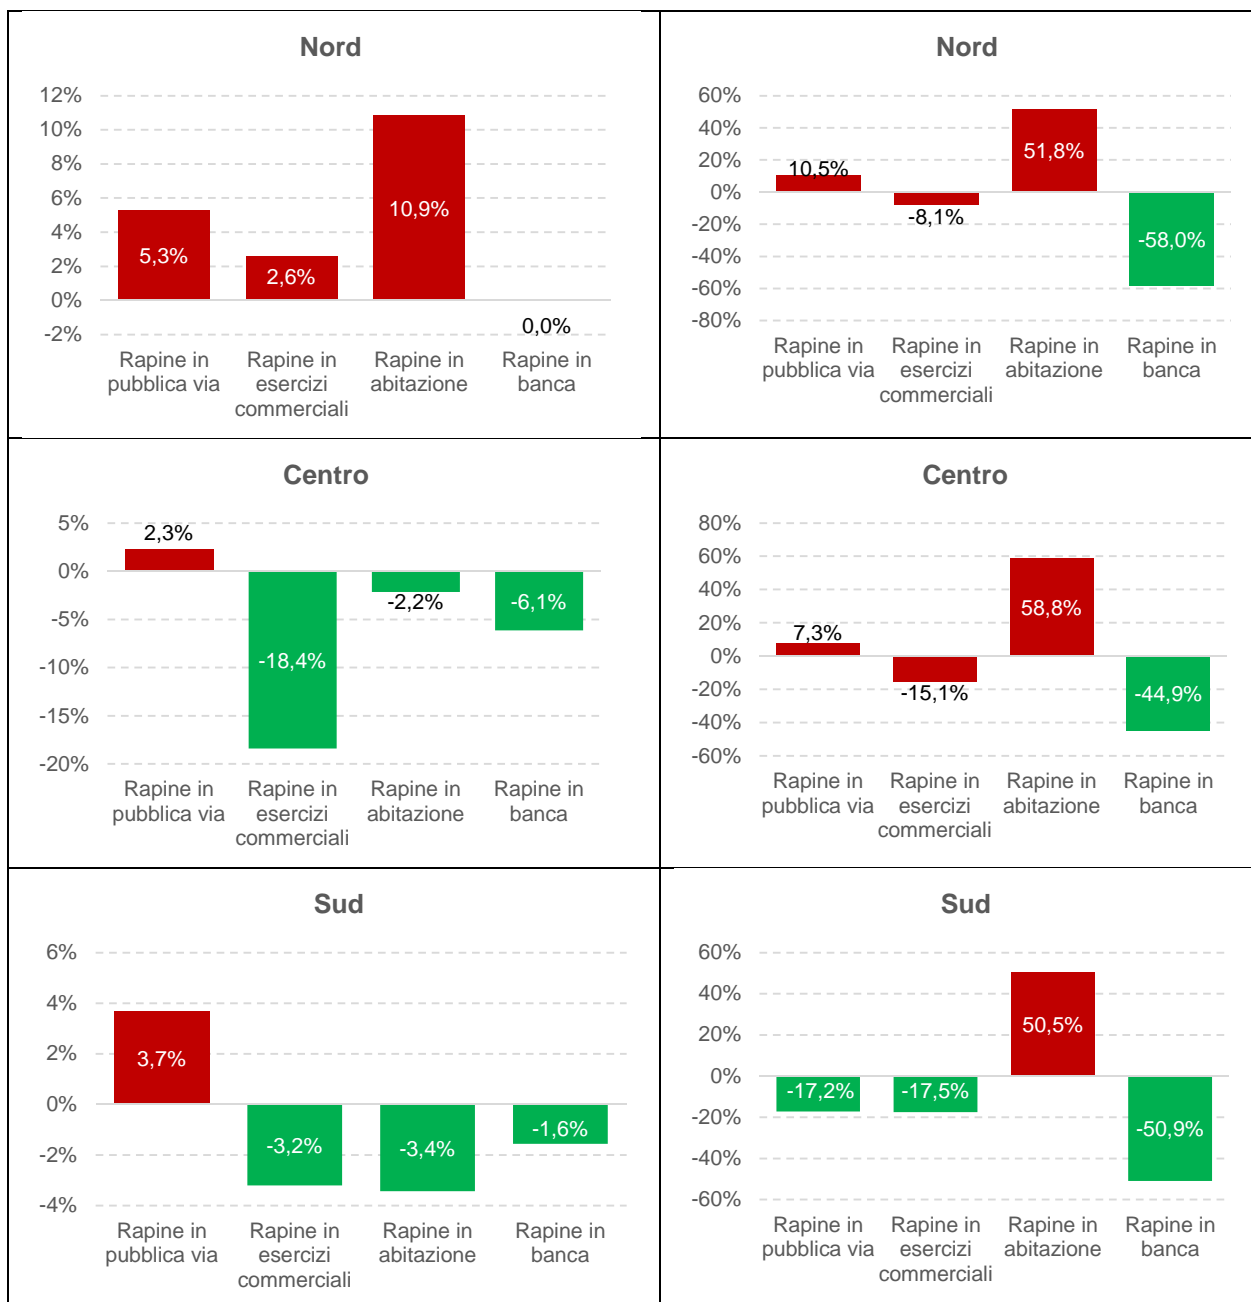 Nord
12%
10%
8%
6%
4%
2%
0%
-2%
5,3%
2,6%
10,9%
0,0%
Rapine in
pubblica via
Rapine in
esercizi
commerciali
Rapine in
abitazione
Rapine in
banca
Nord
60%
40%
20%
0%
-20%
-40%
-60%
-80%
10,5%
-8,1%
51,8%
-58,0%
Rapine in
pubblica via
Rapine in
esercizi
commerciali
Rapine in
abitazione
Rapine in
banca
Centro
5%
0%
-5%
-10%
-15%
-20%
2,3%
-18,4%
-2,2%
-6,1%
Rapine in
pubblica via
Rapine in
esercizi
commerciali
Rapine in
abitazione
Rapine in
banca
Centro
80%
60%
40%
20%
0%
-20%
-40%
-60%
7,3%
-15,1%
58,8%
-44,9%
Rapine in
pubblica via
Rapine in
esercizi
commerciali
Rapine in
abitazione
Rapine in
banca
Sud
6%
4%
2%
0%
-2%
-4%
3,7%
-3,2%
-3,4%
-1,6%
Rapine in
pubblica via
Rapine in
esercizi
commerciali
Rapine in
abitazione
Rapine in
banca
Sud
60%
40%
20%
0%
-20%
-40%
-60%
-17,2%
-17,5%
50,5%
-50,9%
Rapine in
pubblica via
Rapine in
esercizi
commerciali
Rapine in
abitazione
Rapine in
banca